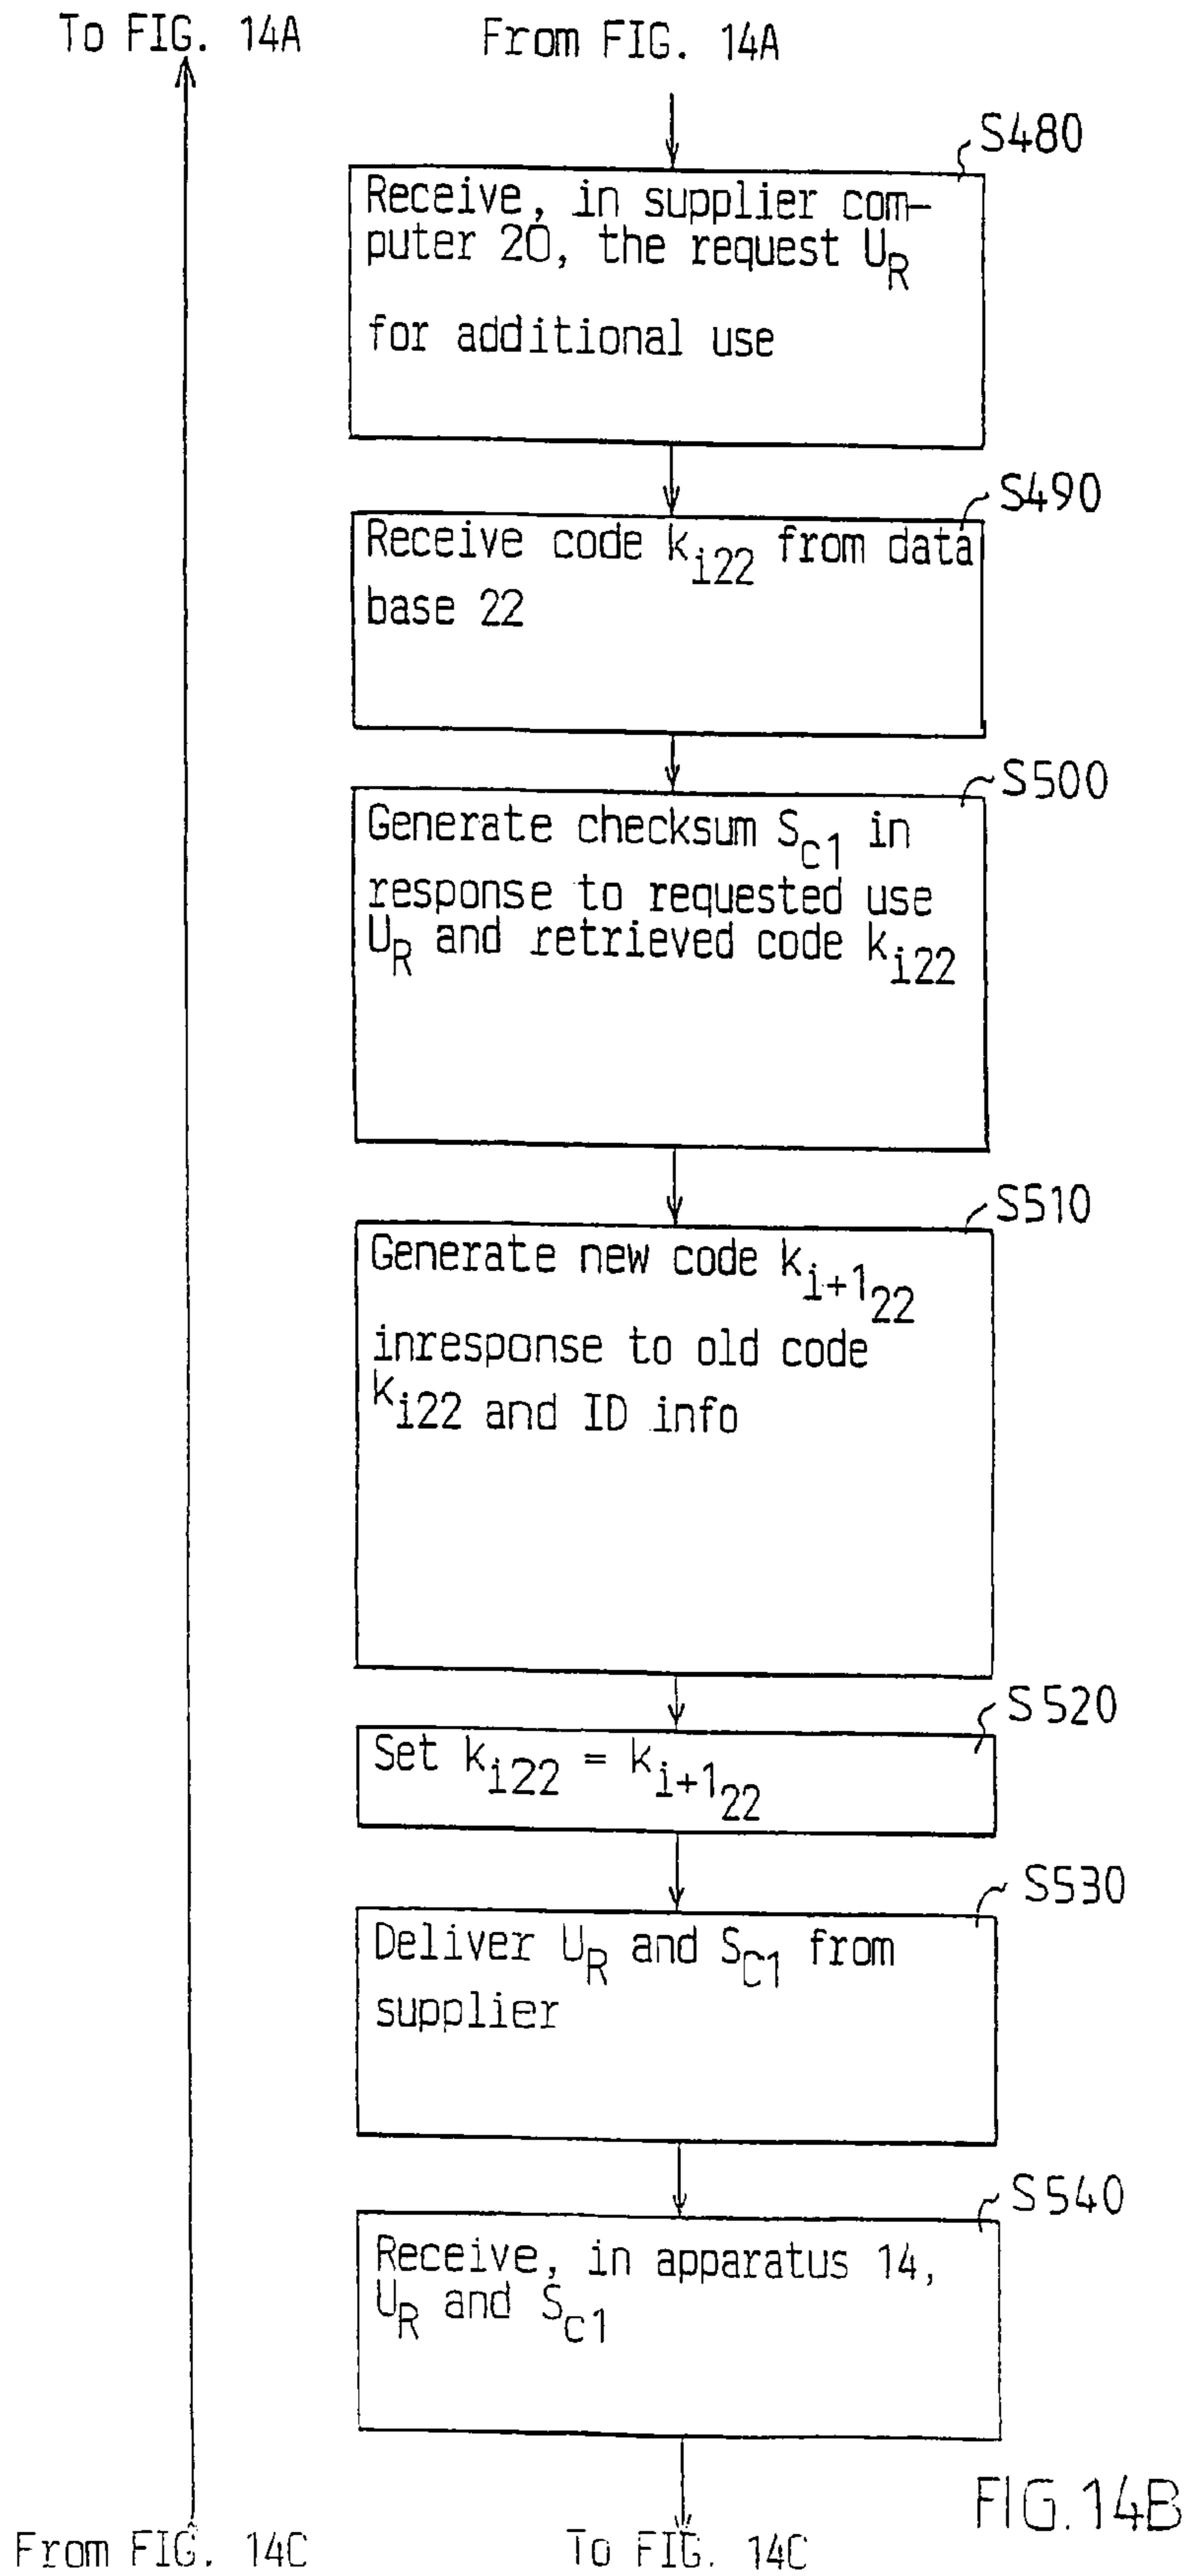 To FIG. 14A
From FIG. 14A
S480
Receive, in supplier com-
puter 20, the request U_R
for additional use
S490
Receive code k_i22 from data
base 22
S500
Generate checksum S_c1 in
response to requested use
U_R and retrieved code k_i22
S510
Generate new code k_i+1_22
inresponse to old code
k_i22 and ID info
S520
Set k_i22 = k_i+1_22
S530
Deliver U_R and S_C1 from
supplier
S540
Receive, in apparatus 14,
U_R and S_c1
FIG.14B
From FIG. 14C
To FIG. 14C